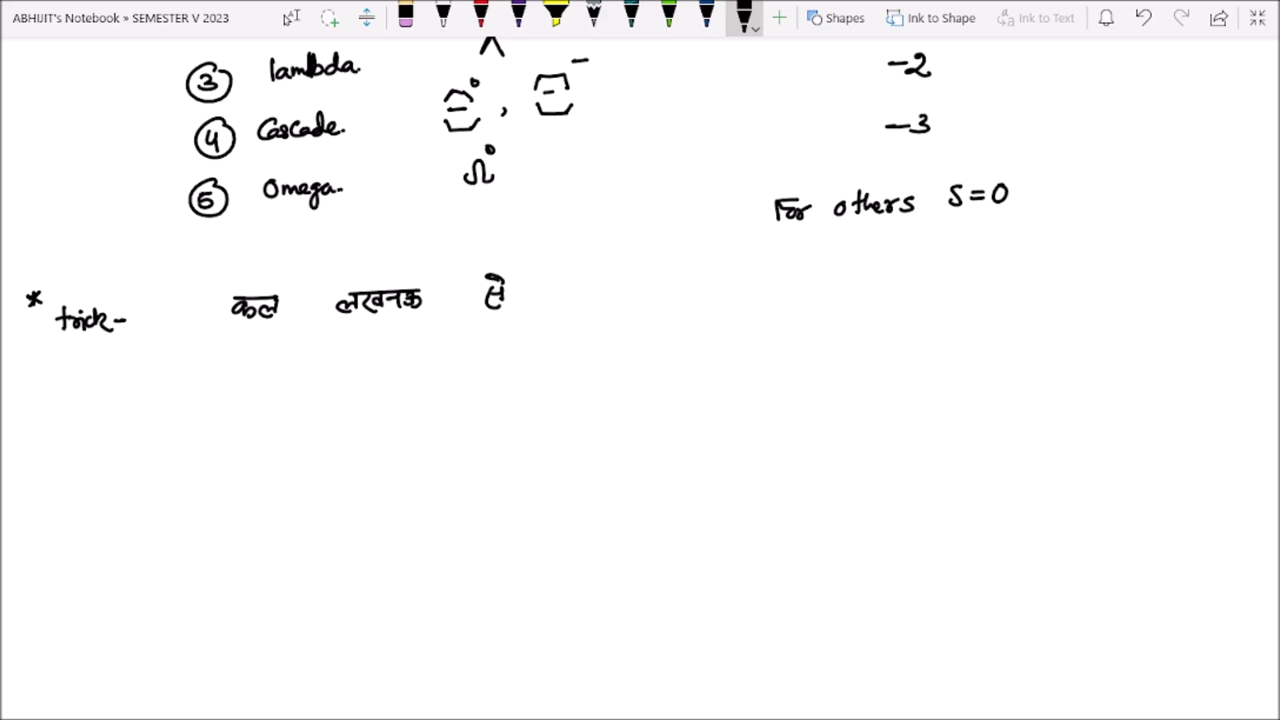 ABHIJIT's Notebook » SEMESTER V 2023 Shapes Ink to Shape Ink to Text
Λ
③ lambda. -2
④ Cascade. Ξ⁰, Ξ⁻ -3
⑤ Omega. Ω⁰
For others S=0
* trick- कल लखनऊ से